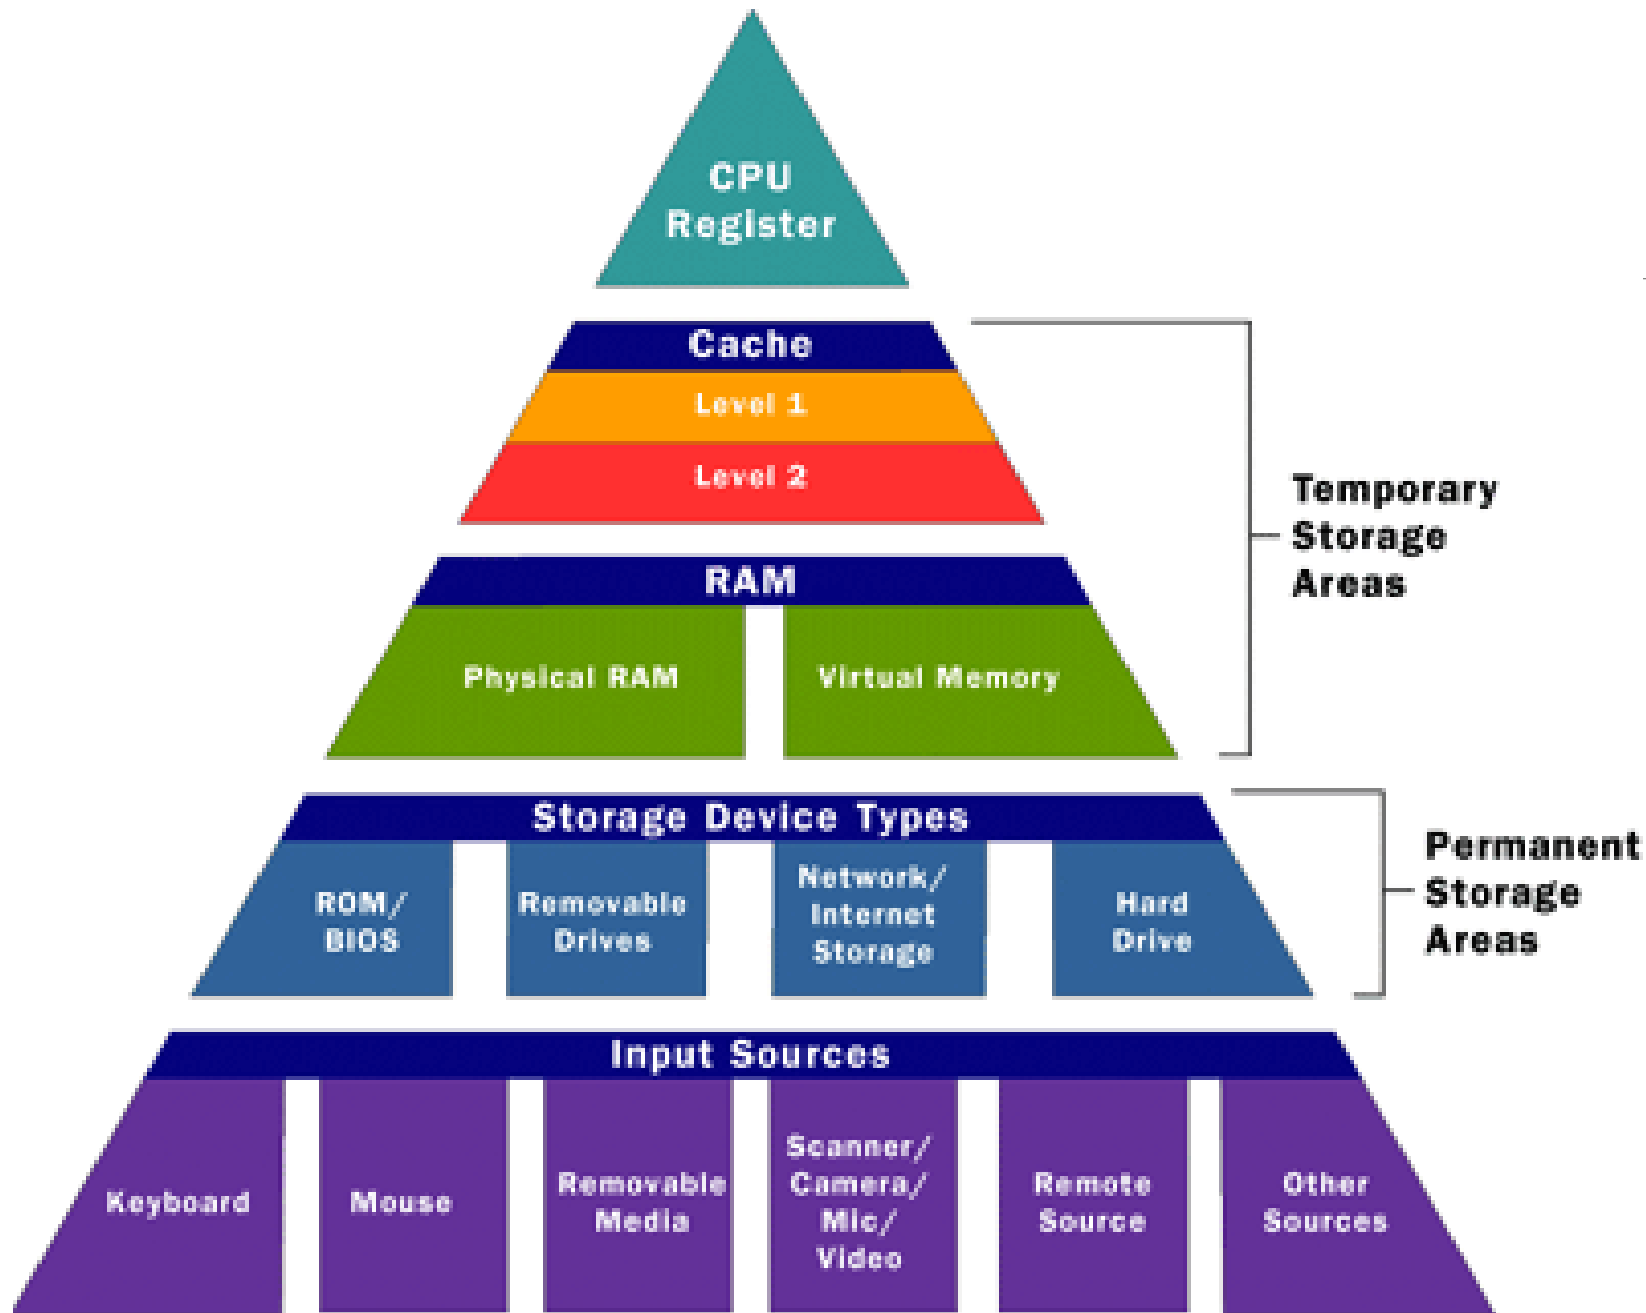 CPU
Register
Cache
Level 1
Level 2
Temporary
Storage
Areas
RAM
Physical RAM
Virtual Memory
Storage Device Types
ROM/
BIOS
Removable
Drives
Network/
Internet
Storage
Hard
Drive
Permanent
Storage
Areas
Input Sources
Keyboard
Mouse
Removable
Media
Scanner/
Camera/
Mic/
Video
Remote
Source
Other
Sources